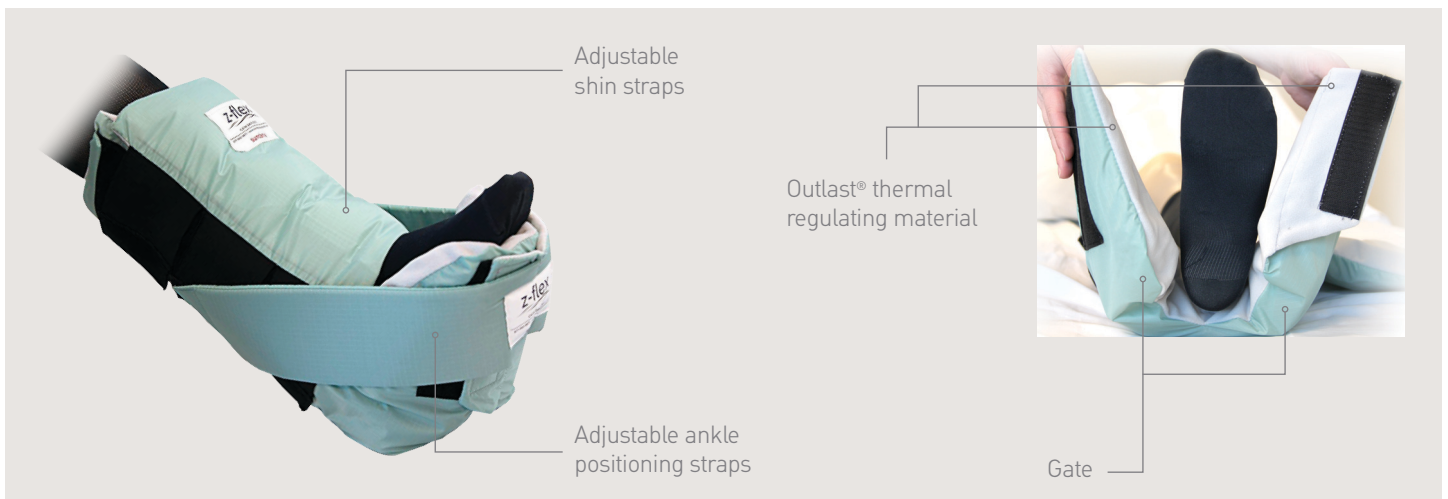 Adjustable
shin straps
z-flex
z-flex
Adjustable ankle
positioning straps
Outlast® thermal
regulating material
Gate